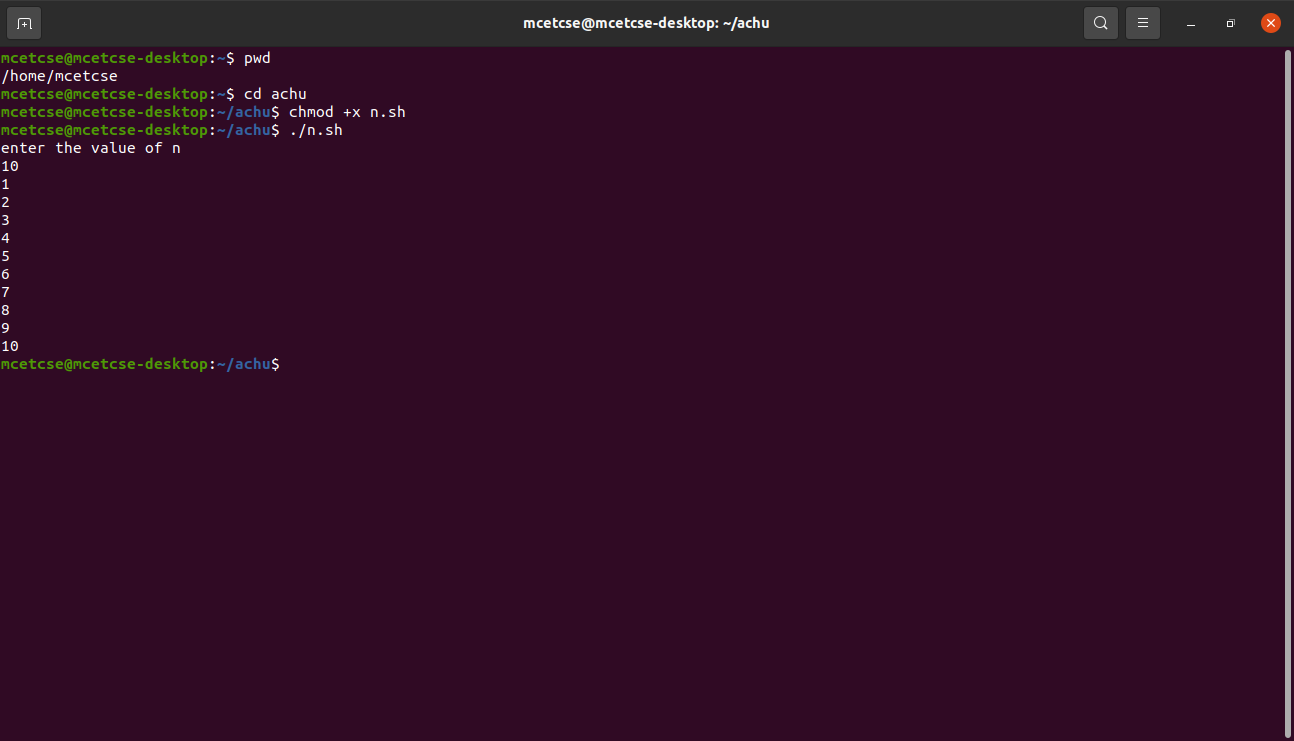 mcetcse@mcetcse-desktop: ~/achu
mcetcse@mcetcse-desktop:~$ pwd
/home/mcetcse
mcetcse@mcetcse-desktop:~$ cd achu
mcetcse@mcetcse-desktop:~/achu$ chmod +x n.sh
mcetcse@mcetcse-desktop:~/achu$ ./n.sh
enter the value of n
10
1
2
3
4
5
6
7
8
9
10
mcetcse@mcetcse-desktop:~/achu$